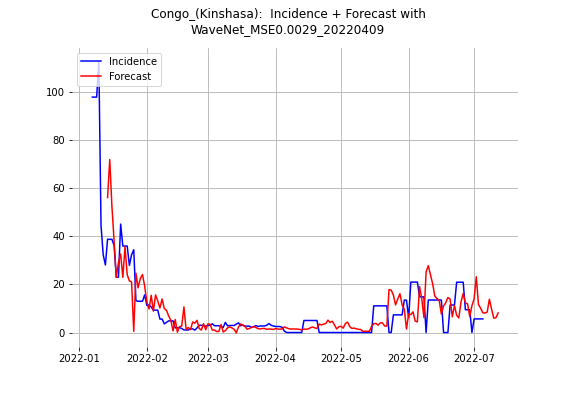 Congo_(Kinshasa):  Incidence + Forecast with
WaveNet_MSE0.0029_20220409
Incidence
Forecast
100
80
60
40
20
0
2022-01 2022-02 2022-03 2022-04 2022-05 2022-06 2022-07